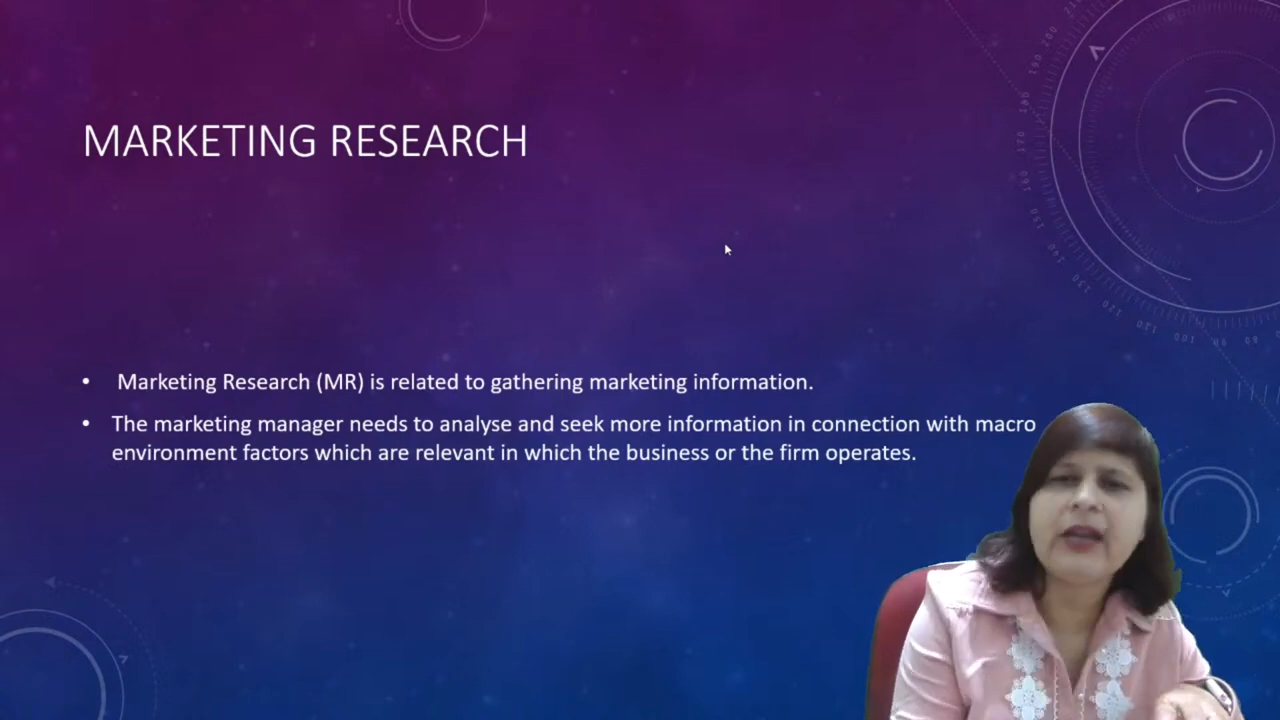 MARKETING RESEARCH
• Marketing Research (MR) is related to gathering marketing information.
• The marketing manager needs to analyse and seek more information in connection with macro
environment factors which are relevant in which the business or the firm operates.